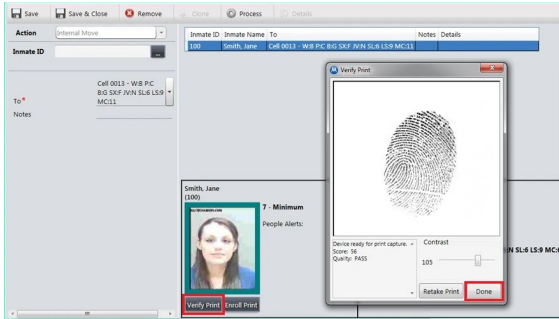 Save Save & Close Remove Clone Process Details
Action Internal Move
Inmate ID ...
To* Cell 0013 - W:B P:C
B:G SX:F JV:N SL:6 LS:9
MC:11
Notes
Inmate ID Inmate Name To Notes Details
100 Smith, Jane Cell 0013 - W:B P:C B:G SX:F JV:N SL:6 LS:9 MC:11
Verify Print
Smith, Jane
(100)
7 - Minimum
People Alerts:
Verify Print Enroll Print
Device ready for print capture.
Score: 56
Quality: PASS
Contrast
105
Retake Print Done
:N SL:6 LS:9 MC: